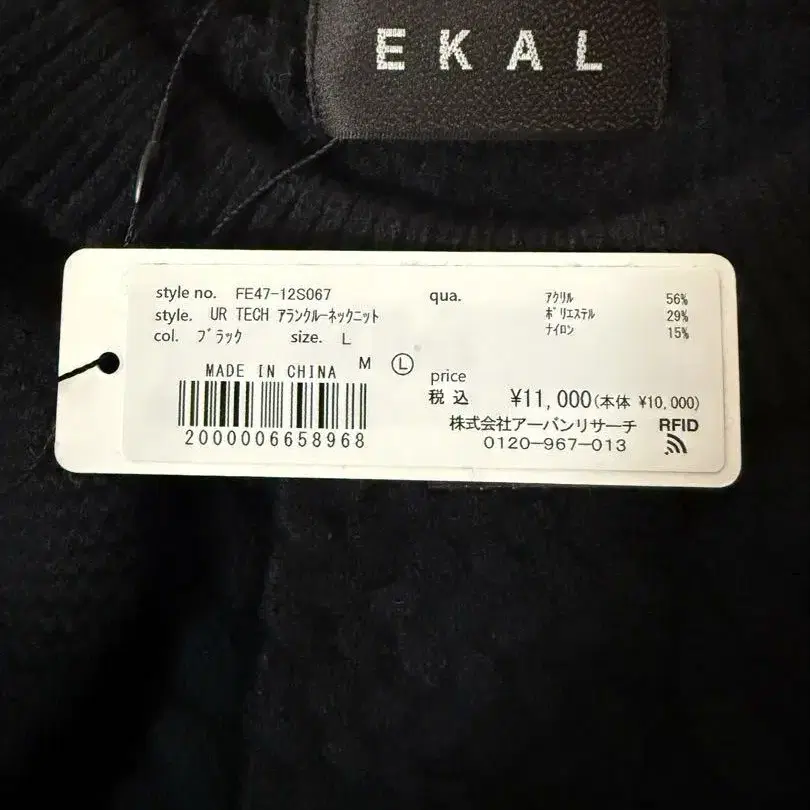 EKAL
style no. FE47-12S067
style. UR TECH アランクルーネックニット
col. ブラック size. L
M Ⓛ
MADE IN CHINA
2000006658968
qua. アクリル 56%
ポリエステル 29%
ナイロン 15%
price
税込 ¥11,000(本体 ¥10,000)
株式会社アーバンリサーチ RFID
0120-967-013